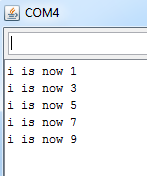 COM4
i is now 1
i is now 3
i is now 5
i is now 7
i is now 9